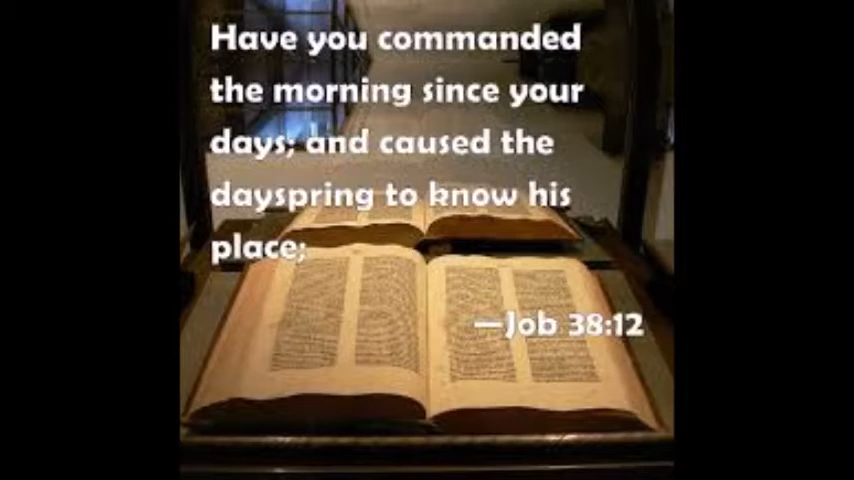 Have you commanded
the morning since your
days; and caused the
dayspring to know his
place;
—Job 38:12